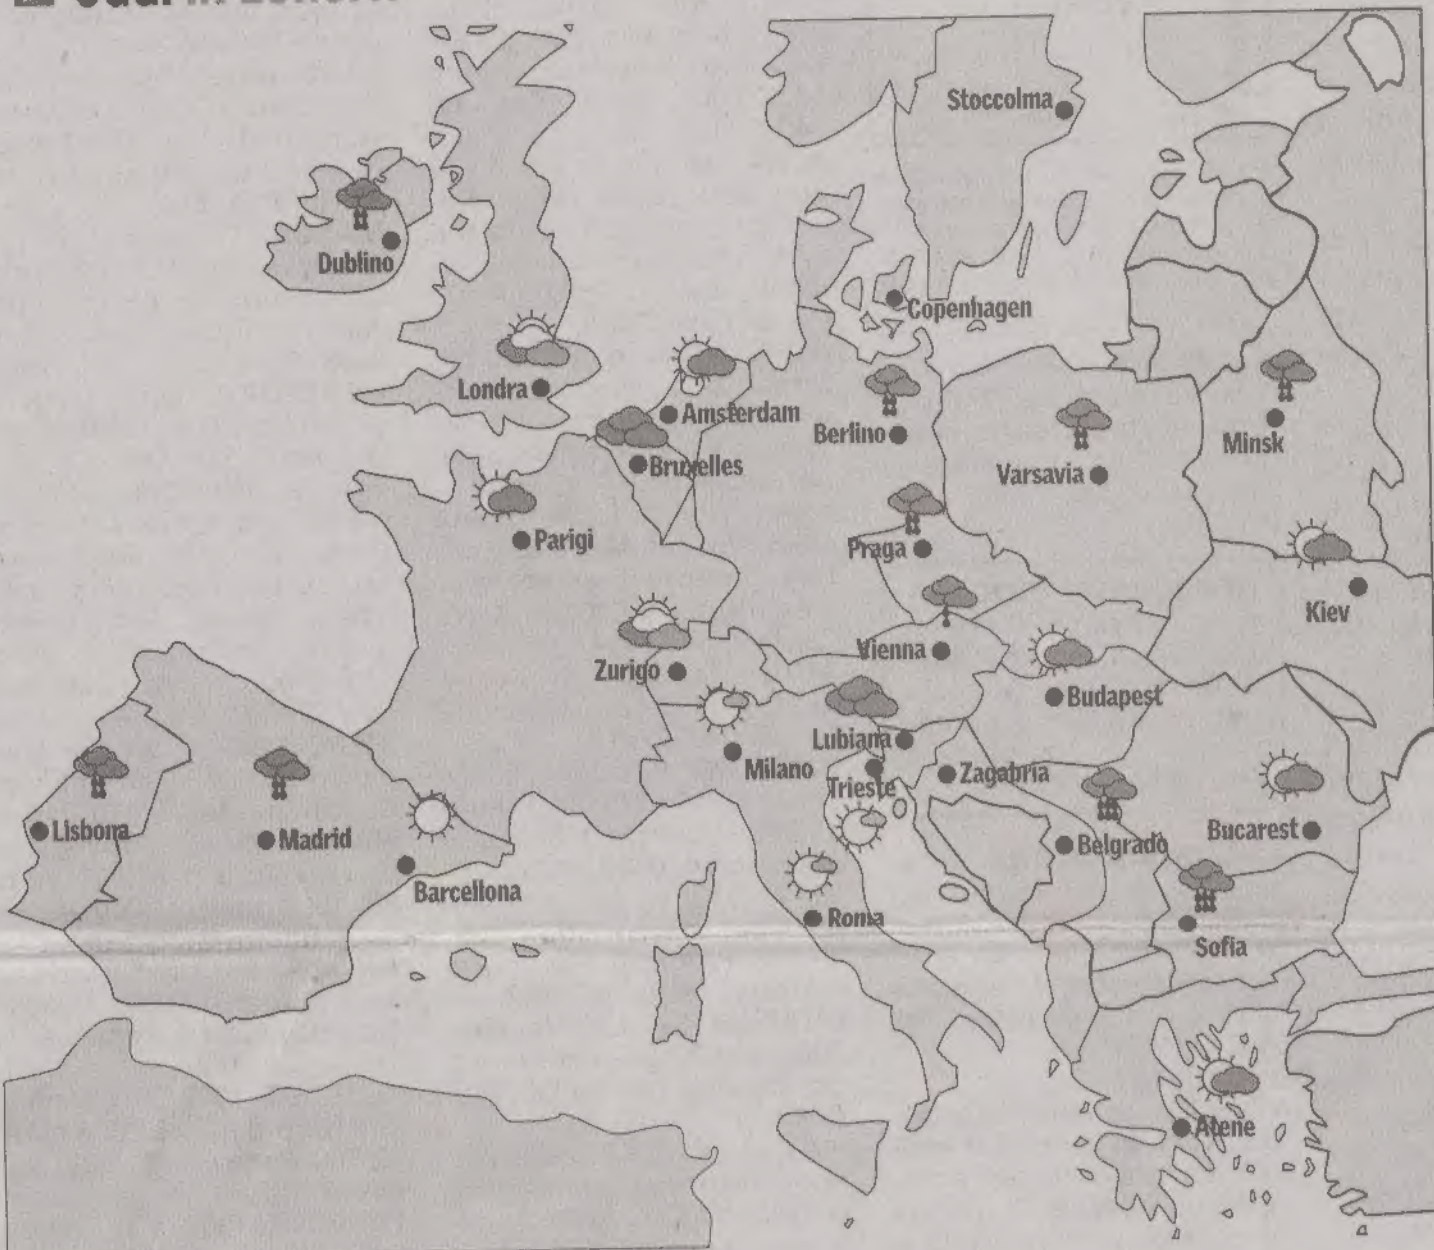 Stoccolma
Dublino
Copenhagen
Londra
Amsterdam
Berlino
Minsk
Bruxelles
Varsavia
Parigi
Praga
Kiev
Vienna
Zurigo
Budapest
Lubiana
Milano
Trieste
Zagabria
Lisbona
Madrid
Bucarest
Belgrado
Barcellona
Roma
Sofia
Atene